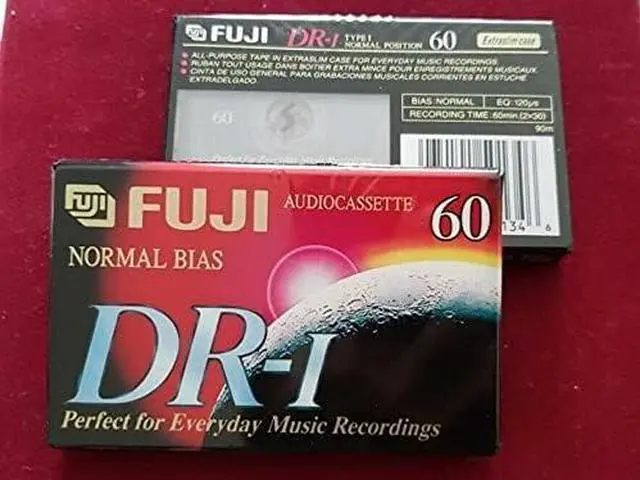 FUJI DR-I TYPE I NORMAL POSITION 60 Extraslim case
• ALL-PURPOSE TAPE IN EXTRASLIM CASE FOR EVERYDAY MUSIC RECORDINGS.
• RUBAN TOUT USAGE DANS BOITIER EXTRA MINCE POUR ENREGISTREMENTS MUSICAUX.
• CINTA DE USO GENERAL PARA GRABACIONES MUSICALES CORRIENTES EN ESTUCHE
EXTRADELGADO.
60
BIAS: NORMAL EQ: 120µs
RECORDING TIME: 60min (2×30)
90m
134 6
FUJI FUJI AUDIOCASSETTE 60
NORMAL BIAS
DR-I
Perfect for Everyday Music Recordings